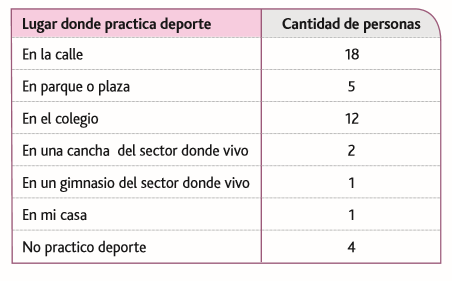 Lugar donde practica deporte Cantidad de personas
En la calle 18
En parque o plaza 5
En el colegio 12
En una cancha del sector donde vivo 2
En un gimnasio del sector donde vivo 1
En mi casa 1
No practico deporte 4